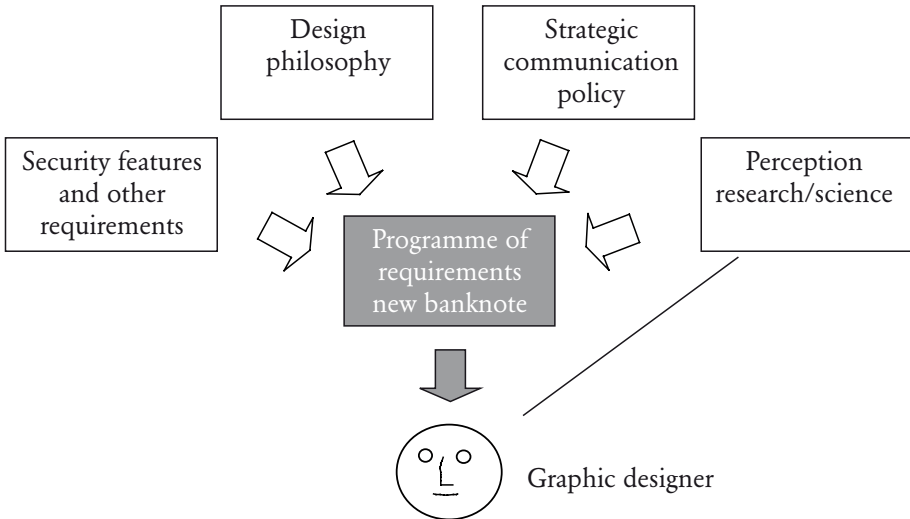 Design
philosophy
Strategic
communication
policy
Security features
and other
requirements
Perception
research/science
Programme of
requirements
new banknote
Graphic designer